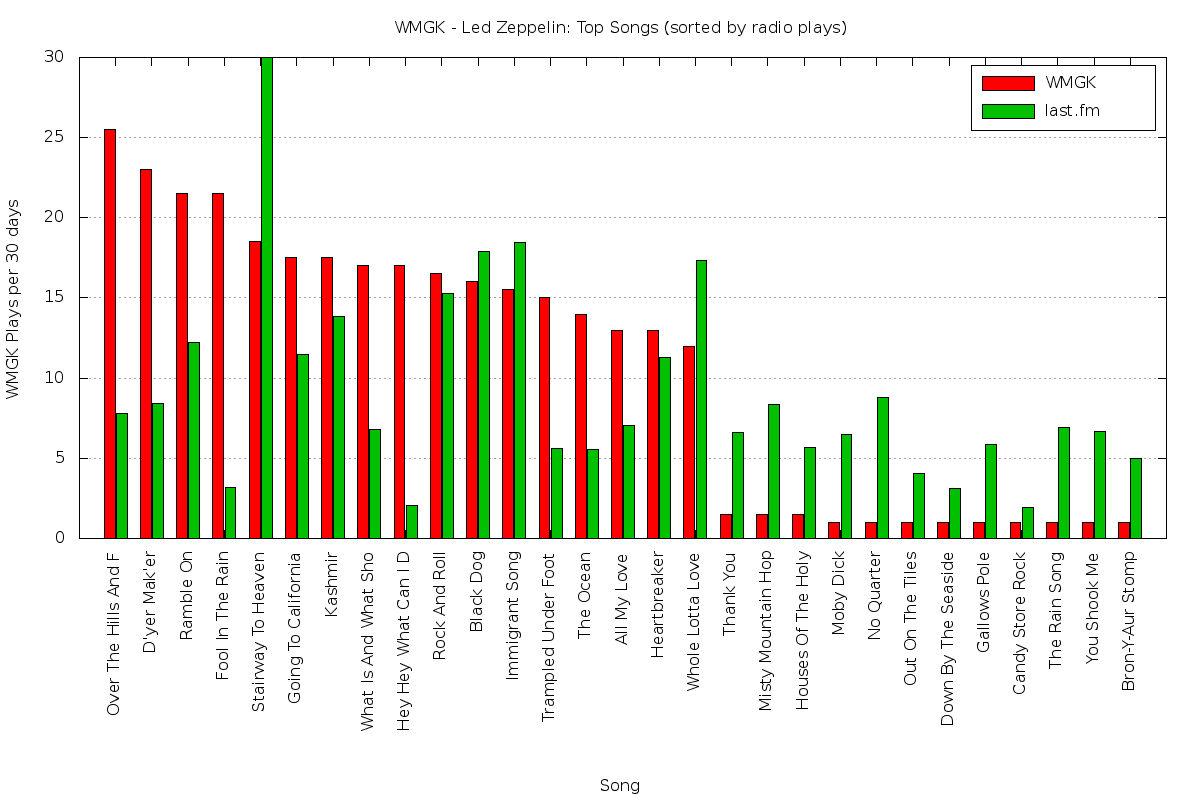 WMGK - Led Zeppelin: Top Songs (sorted by radio plays)
WMGK
last.fm
WMGK Plays per 30 days
30
25
20
15
10
5
0
Over The Hills And F
D'yer Mak'er
Ramble On
Fool In The Rain
Stairway To Heaven
Going To California
Kashmir
What Is And What Sho
Hey Hey What Can I D
Rock And Roll
Black Dog
Immigrant Song
Trampled Under Foot
The Ocean
All My Love
Heartbreaker
Whole Lotta Love
Thank You
Misty Mountain Hop
Houses Of The Holy
Moby Dick
No Quarter
Out On The Tiles
Down By The Seaside
Gallows Pole
Candy Store Rock
The Rain Song
You Shook Me
Bron-Y-Aur Stomp
Song